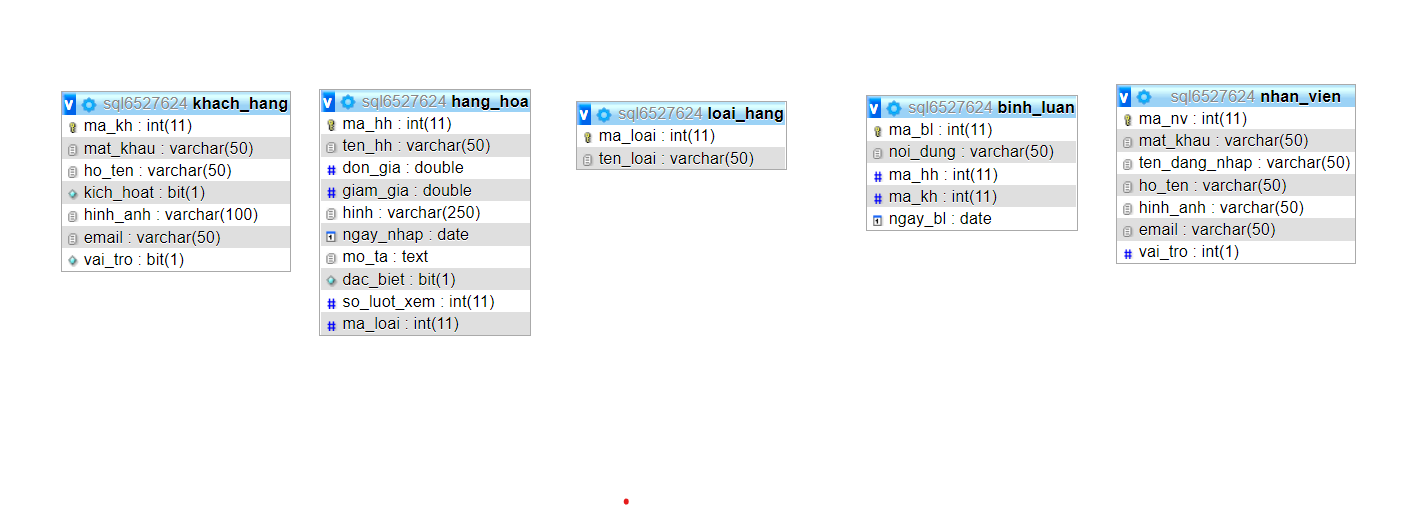 sql6527624 khach_hang
ma_kh : int(11)
mat_khau : varchar(50)
ho_ten : varchar(50)
kich_hoat : bit(1)
hinh_anh : varchar(100)
email : varchar(50)
vai_tro : bit(1)
sql6527624 hang_hoa
ma_hh : int(11)
ten_hh : varchar(50)
don_gia : double
giam_gia : double
hinh : varchar(250)
ngay_nhap : date
mo_ta : text
dac_biet : bit(1)
so_luot_xem : int(11)
ma_loai : int(11)
sql6527624 loai_hang
ma_loai : int(11)
ten_loai : varchar(50)
sql6527624 binh_luan
ma_bl : int(11)
noi_dung : varchar(50)
ma_hh : int(11)
ma_kh : int(11)
ngay_bl : date
sql6527624 nhan_vien
ma_nv : int(11)
mat_khau : varchar(50)
ten_dang_nhap : varchar(50)
ho_ten : varchar(50)
hinh_anh : varchar(50)
email : varchar(50)
vai_tro : int(1)